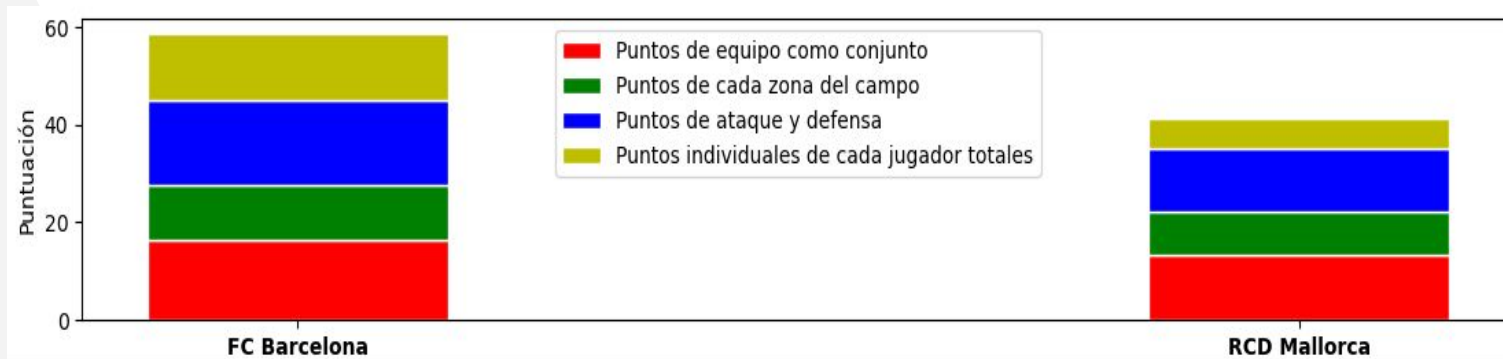 60
40
20
0
Puntuación
Puntos de equipo como conjunto
Puntos de cada zona del campo
Puntos de ataque y defensa
Puntos individuales de cada jugador totales
FC Barcelona
RCD Mallorca